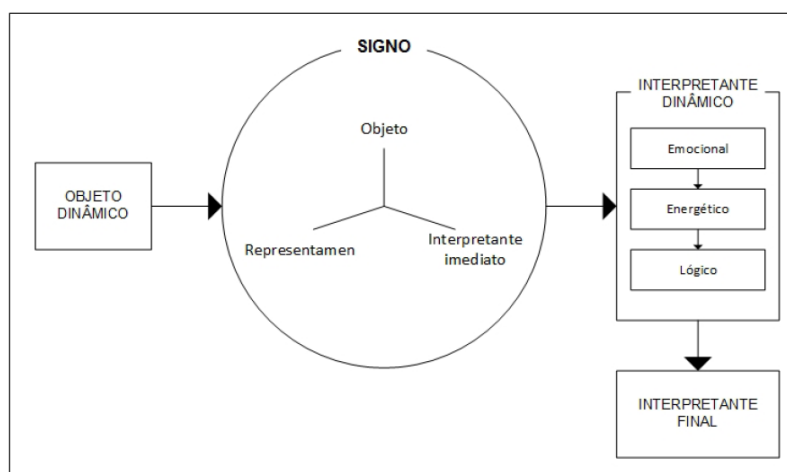 SIGNO
Objeto
Representamen
Interpretante
imediato
OBJETO
DINÂMICO
INTERPRETANTE
DINÂMICO
Emocional
Energético
Lógico
INTERPRETANTE
FINAL